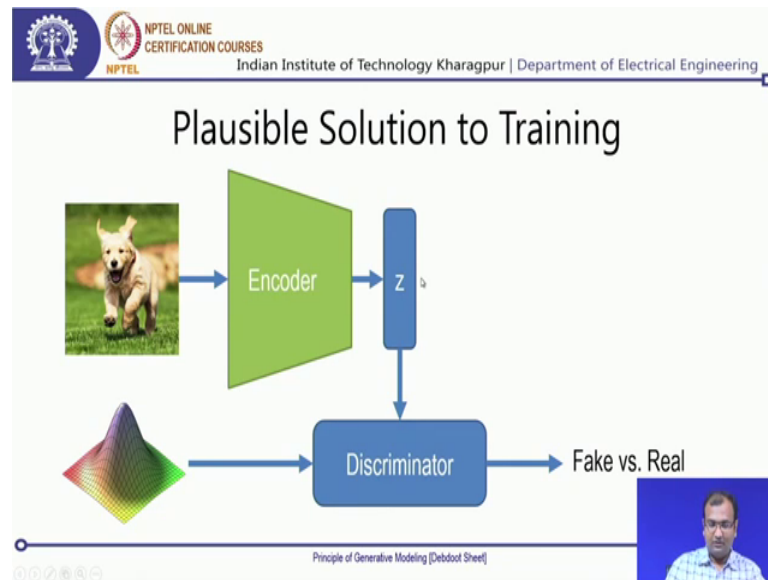 NPTEL ONLINE
CERTIFICATION COURSES
NPTEL
Indian Institute of Technology Kharagpur | Department of Electrical Engineering
Plausible Solution to Training
Encoder
z
Discriminator
Fake vs. Real
Principle of Generative Modeling [Debdoot Sheet]